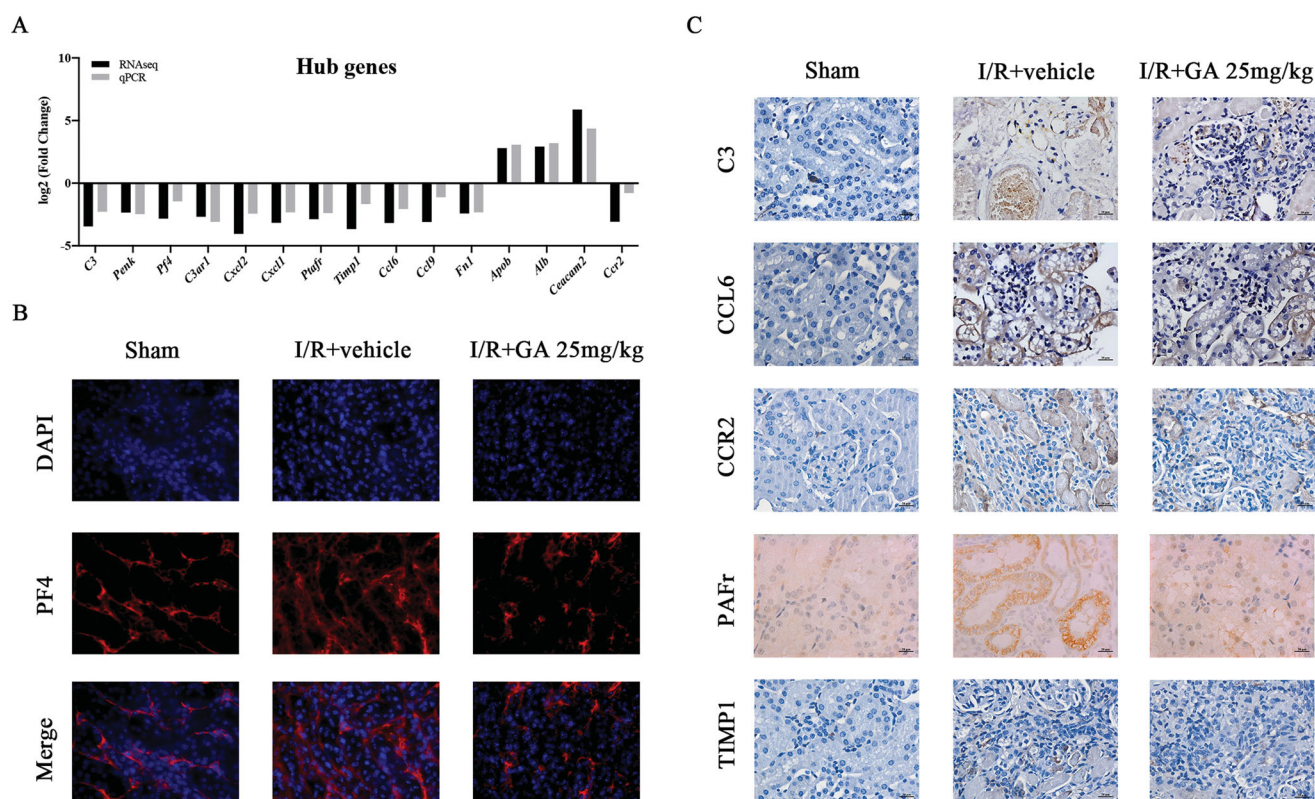 A
Hub genes
RNAseq
qPCR
log2 (Fold Change)
10
5
0
-5
C3
Penk
Pf4
C3ar1
Cxcl2
Cxcl1
Ptafr
Timp1
Ccl6
Ccl9
Fn1
Apob
Alb
Ceacam2
Ccr2
B
Sham
I/R+vehicle
I/R+GA 25mg/kg
DAPI
PF4
Merge
C
Sham
I/R+vehicle
I/R+GA 25mg/kg
C3
CCL6
CCR2
PAFr
TIMP1